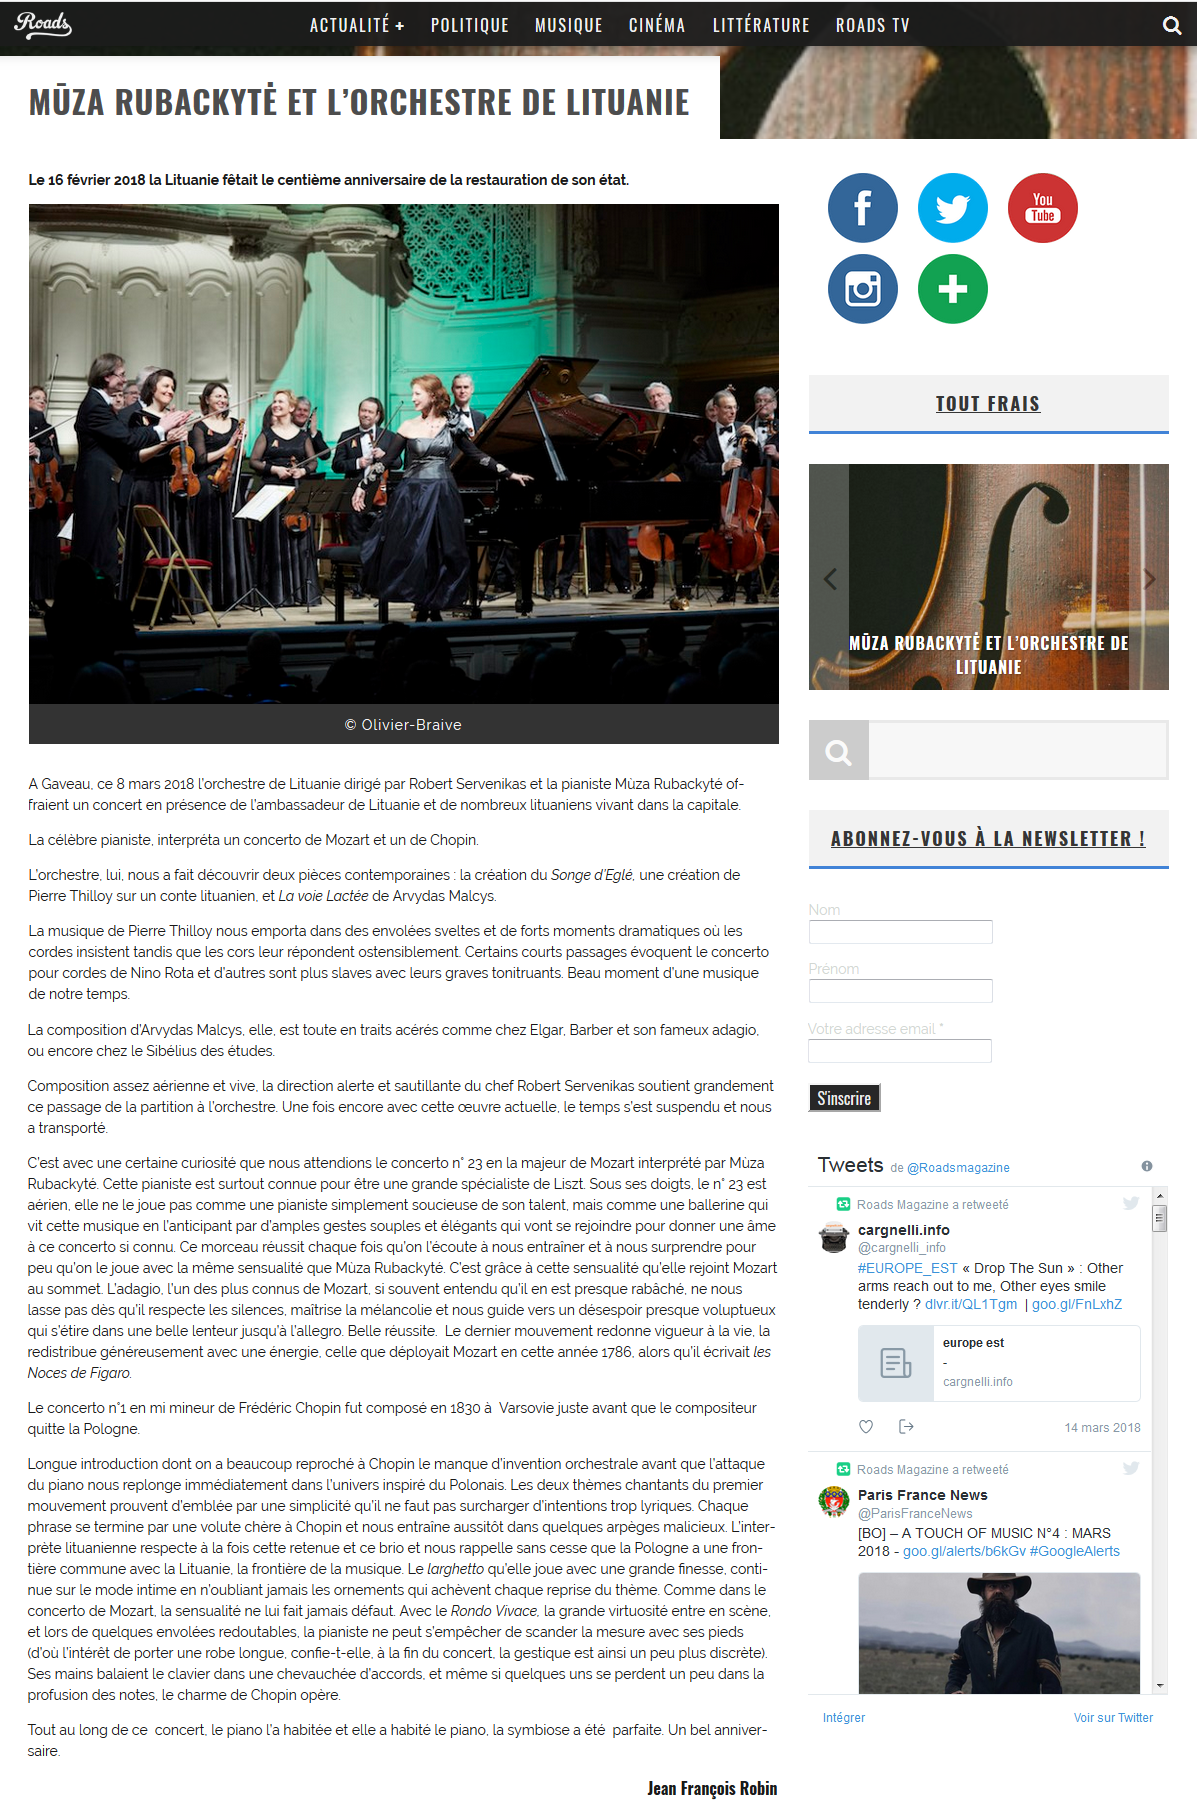 Roads
ACTUALITÉ +
POLITIQUE
MUSIQUE
CINÉMA
LITTÉRATURE
ROADS TV
MŪZA RUBACKYTĖ ET L'ORCHESTRE DE LITUANIE
Le 16 février 2018 la Lituanie fêtait le centième anniversaire de la restauration de son état.
© Olivier-Braive
A Gaveau, ce 8 mars 2018 l'orchestre de Lituanie dirigé par Robert Servenikas et la pianiste Mùza Rubackyté of-
fraient un concert en présence de l'ambassadeur de Lituanie et de nombreux lituaniens vivant dans la capitale.
La célèbre pianiste, interpréta un concerto de Mozart et un de Chopin.
L'orchestre, lui, nous a fait découvrir deux pièces contemporaines : la création du Songe d'Eglé, une création de
Pierre Thilloy sur un conte lituanien, et La voie Lactée de Arvydas Malcys.
La musique de Pierre Thilloy nous emporta dans des envolées sveltes et de forts moments dramatiques où les
cordes insistent tandis que les cors leur répondent ostensiblement. Certains courts passages évoquent le concerto
pour cordes de Nino Rota et d'autres sont plus slaves avec leurs graves tonitruants. Beau moment d'une musique
de notre temps.
La composition d'Arvydas Malcys, elle, est toute en traits acérés comme chez Elgar, Barber et son fameux adagio,
ou encore chez le Sibélius des études.
Composition assez aérienne et vive, la direction alerte et sautillante du chef Robert Servenikas soutient grandement
ce passage de la partition à l'orchestre. Une fois encore avec cette œuvre actuelle, le temps s'est suspendu et nous
a transporté.
C'est avec une certaine curiosité que nous attendions le concerto n° 23 en la majeur de Mozart interprété par Mùza
Rubackyté. Cette pianiste est surtout connue pour être une grande spécialiste de Liszt. Sous ses doigts, le n° 23 est
aérien, elle ne le joue pas comme une pianiste simplement soucieuse de son talent, mais comme une ballerine qui
vit cette musique en l'anticipant par d'amples gestes souples et élégants qui vont se rejoindre pour donner une âme
à ce concerto si connu. Ce morceau réussit chaque fois qu'on l'écoute à nous entraîner et à nous surprendre pour
peu qu'on le joue avec la même sensualité que Mùza Rubackyté. C'est grâce à cette sensualité qu'elle rejoint Mozart
au sommet. L'adagio, l'un des plus connus de Mozart, si souvent entendu qu'il en est presque rabâché, ne nous
lasse pas dès qu'il respecte les silences, maîtrise la mélancolie et nous guide vers un désespoir presque voluptueux
qui s'étire dans une belle lenteur jusqu'à l'allegro. Belle réussite. Le dernier mouvement redonne vigueur à la vie, la
redistribue généreusement avec une énergie, celle que déployait Mozart en cette année 1786, alors qu'il écrivait les
Noces de Figaro.
Le concerto n°1 en mi mineur de Frédéric Chopin fut composé en 1830 à Varsovie juste avant que le compositeur
quitte la Pologne.
Longue introduction dont on a beaucoup reproché à Chopin le manque d'invention orchestrale avant que l'attaque
du piano nous replonge immédiatement dans l'univers inspiré du Polonais. Les deux thèmes chantants du premier
mouvement prouvent d'emblée par une simplicité qu'il ne faut pas surcharger d'intentions trop lyriques. Chaque
phrase se termine par une volute chère à Chopin et nous entraîne aussitôt dans quelques arpèges malicieux. L'inter-
prète lituanienne respecte à la fois cette retenue et ce brio et nous rappelle sans cesse que la Pologne a une fron-
tière commune avec la Lituanie, la frontière de la musique. Le larghetto qu'elle joue avec une grande finesse, conti-
nue sur le mode intime en n'oubliant jamais les ornements qui achèvent chaque reprise du thème. Comme dans le
concerto de Mozart, la sensualité ne lui fait jamais défaut. Avec le Rondo Vivace, la grande virtuosité entre en scène,
et lors de quelques envolées redoutables, la pianiste ne peut s'empêcher de scander la mesure avec ses pieds
(d'où l'intérêt de porter une robe longue, confie-t-elle, à la fin du concert, la gestique est ainsi un peu plus discrète).
Ses mains balaient le clavier dans une chevauchée d'accords, et même si quelques uns se perdent un peu dans la
profusion des notes, le charme de Chopin opère.
Tout au long de ce concert, le piano l'a habitée et elle a habité le piano, la symbiose a été parfaite. Un bel anniver-
saire.
Jean François Robin
You
Tube
TOUT FRAIS
MŪZA RUBACKYTĖ ET L'ORCHESTRE DE
LITUANIE
ABONNEZ-VOUS À LA NEWSLETTER !
Nom
Prénom
Votre adresse email *
S'inscrire
Tweets de @Roadsmagazine
Roads Magazine a retweeté
cargnelli.info
@cargnelli_info
#EUROPE_EST « Drop The Sun » : Other
arms reach out to me, Other eyes smile
tenderly ? dlvr.it/QL1Tgm | goo.gl/FnLxhZ
europe est
-
cargnelli.info
14 mars 2018
Roads Magazine a retweeté
Paris France News
@ParisFranceNews
[BO] – A TOUCH OF MUSIC N°4 : MARS
2018 - goo.gl/alerts/b6kGv #GoogleAlerts
Intégrer
Voir sur Twitter